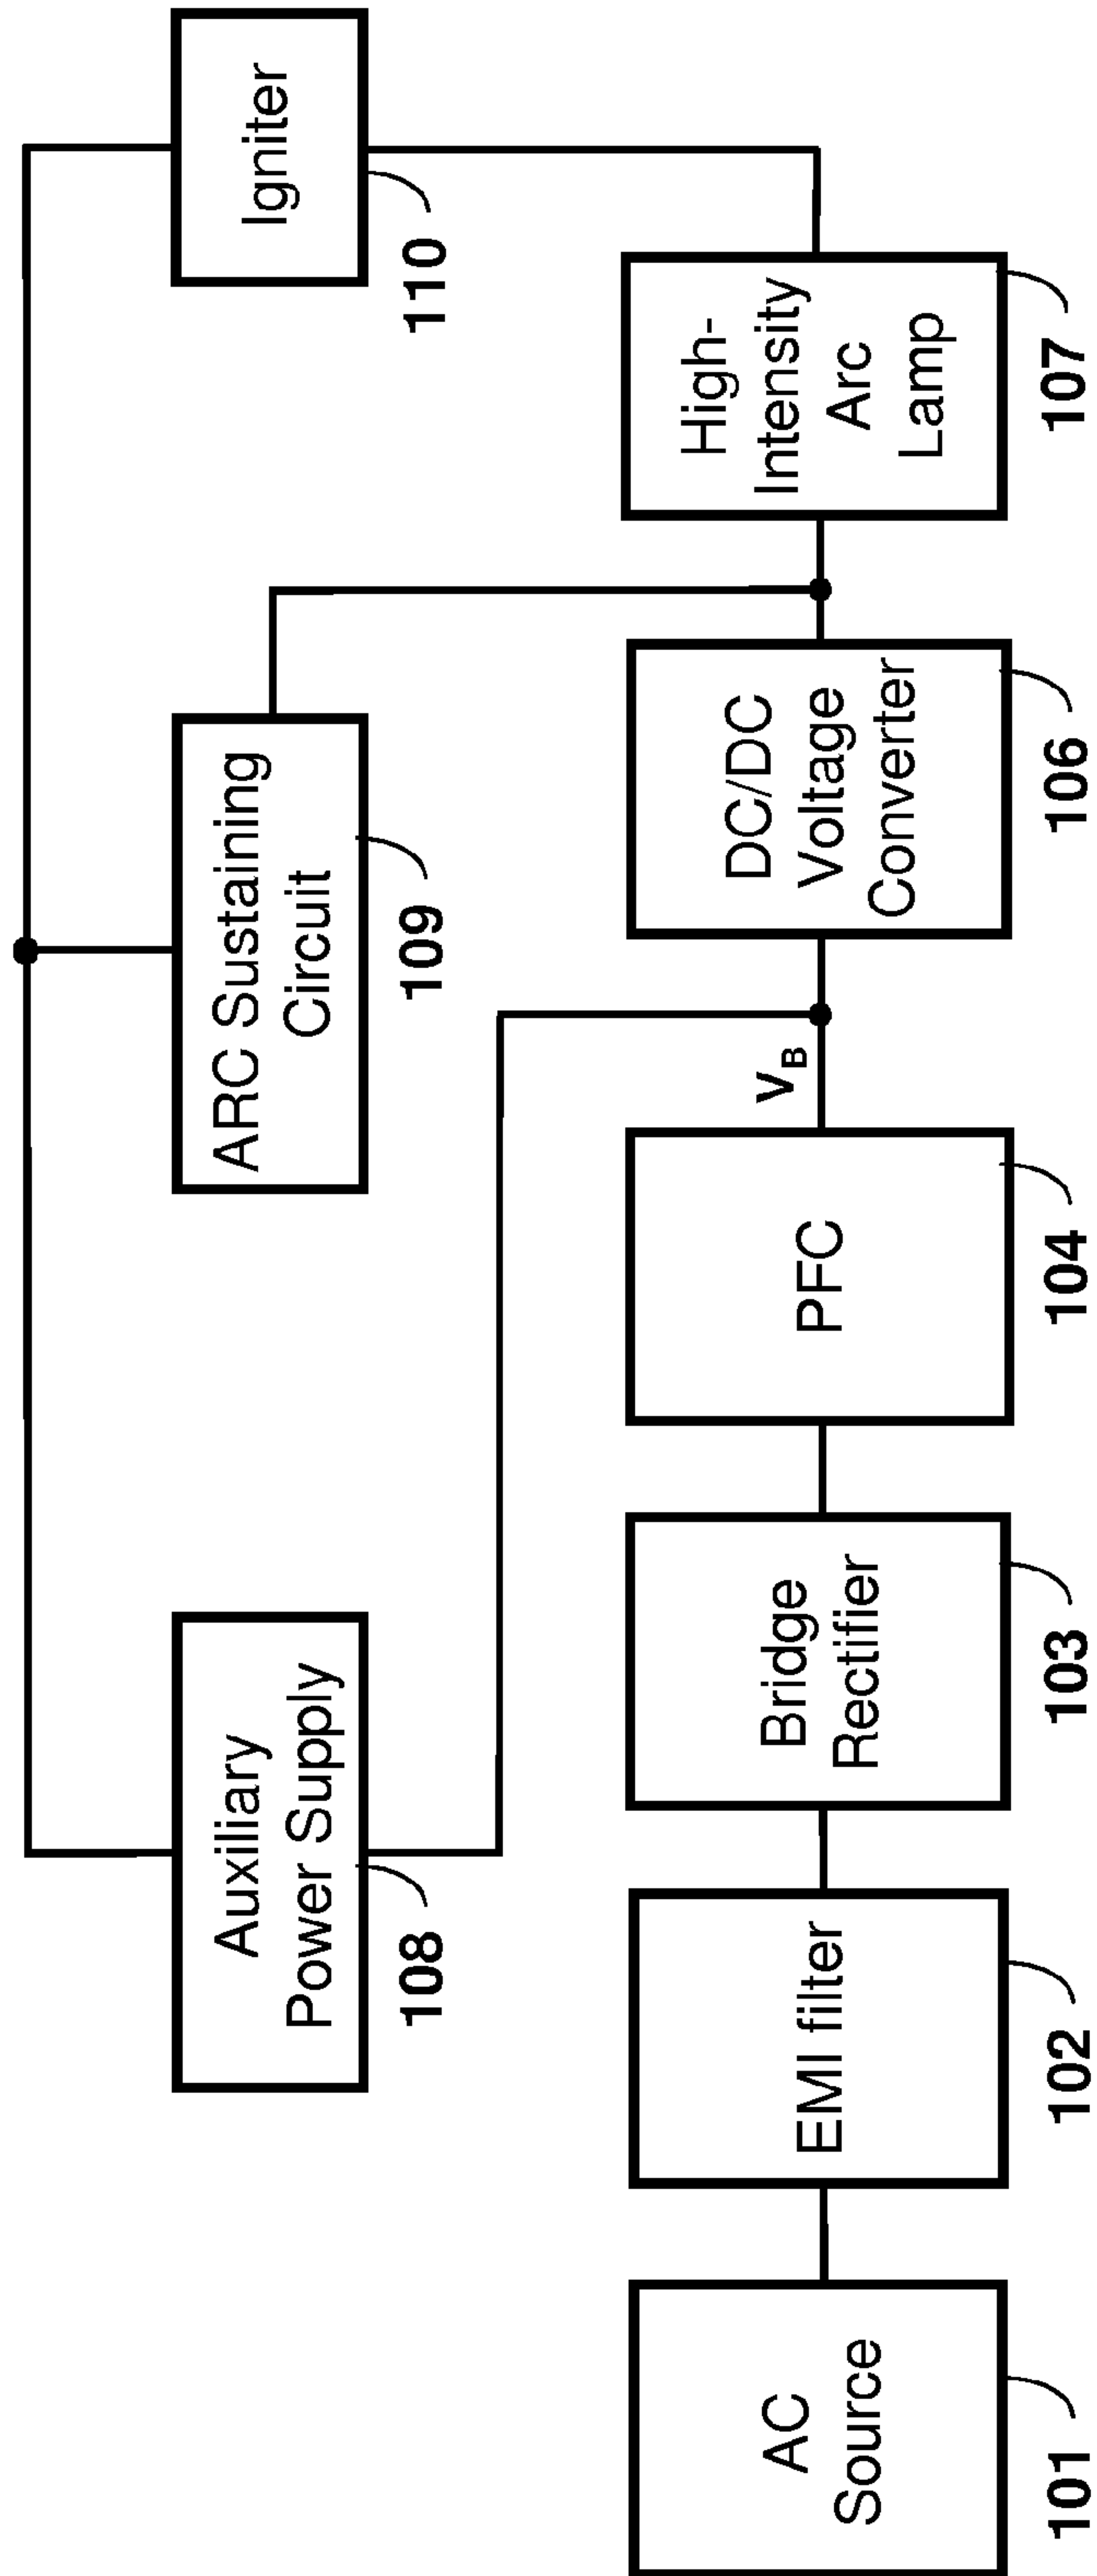 Auxiliary
Power Supply
108
ARC Sustaining
Circuit
109
Igniter
110
AC
Source
101
EMI filter
102
Bridge
Rectifier
103
PFC
104
VB
DC/DC
Voltage
Converter
106
High-
Intensity
Arc
Lamp
107